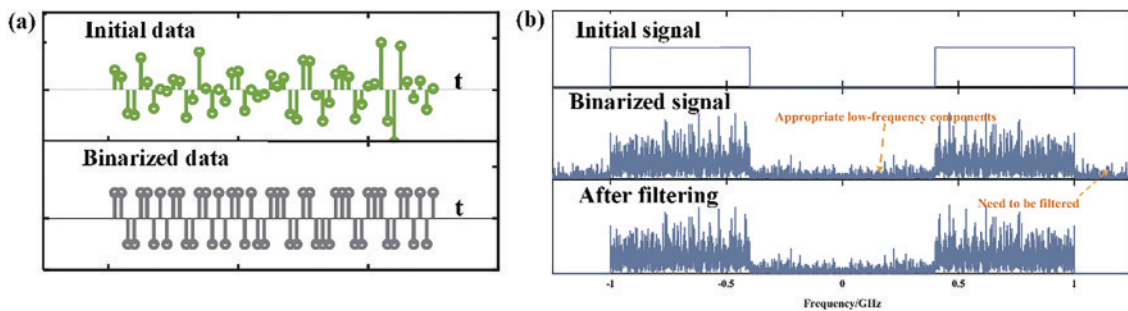 (a)
Initial data
t
Binarized data
t
(b)
Initial signal
Binarized signal
Appropriate low-frequency components
Need to be filtered
After filtering
-1
-0.5
0
0.5
1
Frequency/GHz